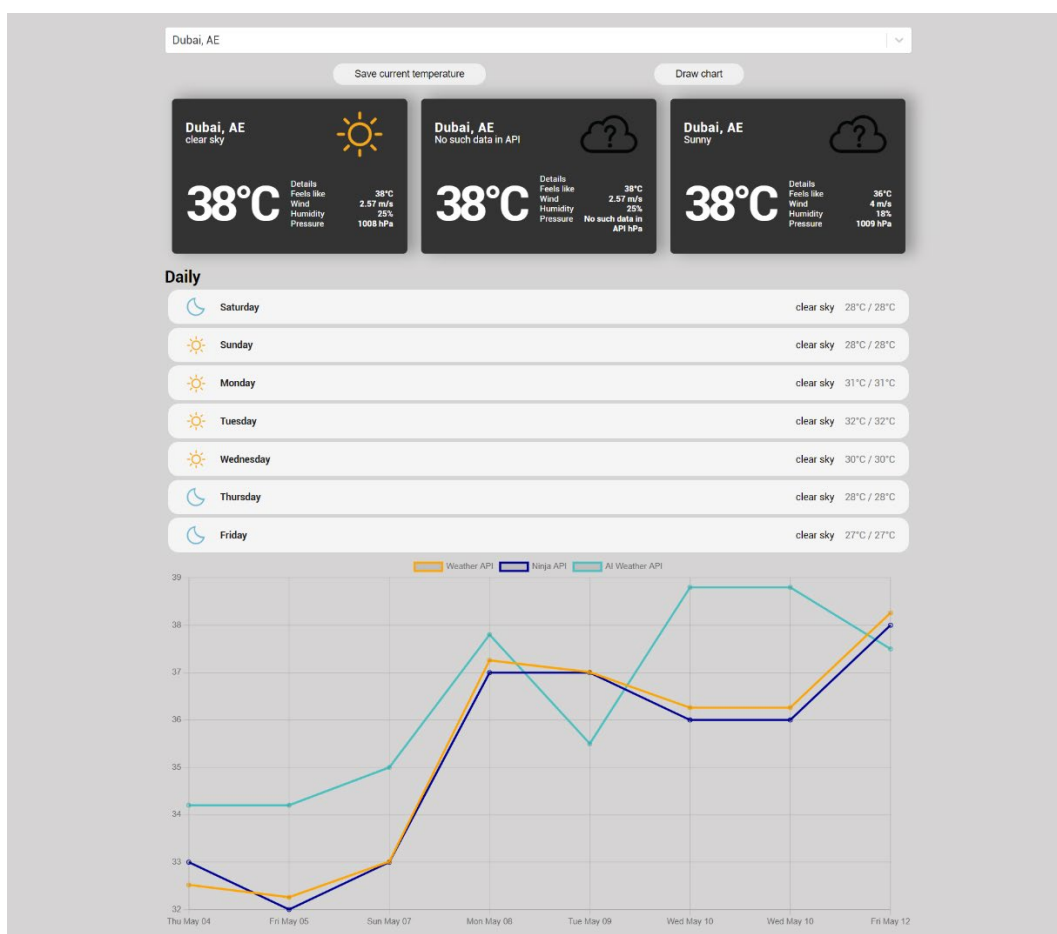 Dubai, AE
Save current temperature
Draw chart
Dubai, AE
clear sky
38°C
Details
Feels like 38°C
Wind 2.57 m/s
Humidity 25%
Pressure 1008 hPa
Dubai, AE
No such data in API
38°C
Details
Feels like 38°C
Wind 2.57 m/s
Humidity 25%
Pressure No such data in
API hPa
Dubai, AE
Sunny
38°C
Details
Feels like 36°C
Wind 4 m/s
Humidity 18%
Pressure 1009 hPa
Daily
Saturday clear sky 28°C / 28°C
Sunday clear sky 28°C / 28°C
Monday clear sky 31°C / 31°C
Tuesday clear sky 32°C / 32°C
Wednesday clear sky 30°C / 30°C
Thursday clear sky 28°C / 28°C
Friday clear sky 27°C / 27°C
Weather API Ninja API AI Weather API
39
38
37
36
35
34
33
32
Thu May 04 Fri May 05 Sun May 07 Mon May 08 Tue May 09 Wed May 10 Wed May 10 Fri May 12